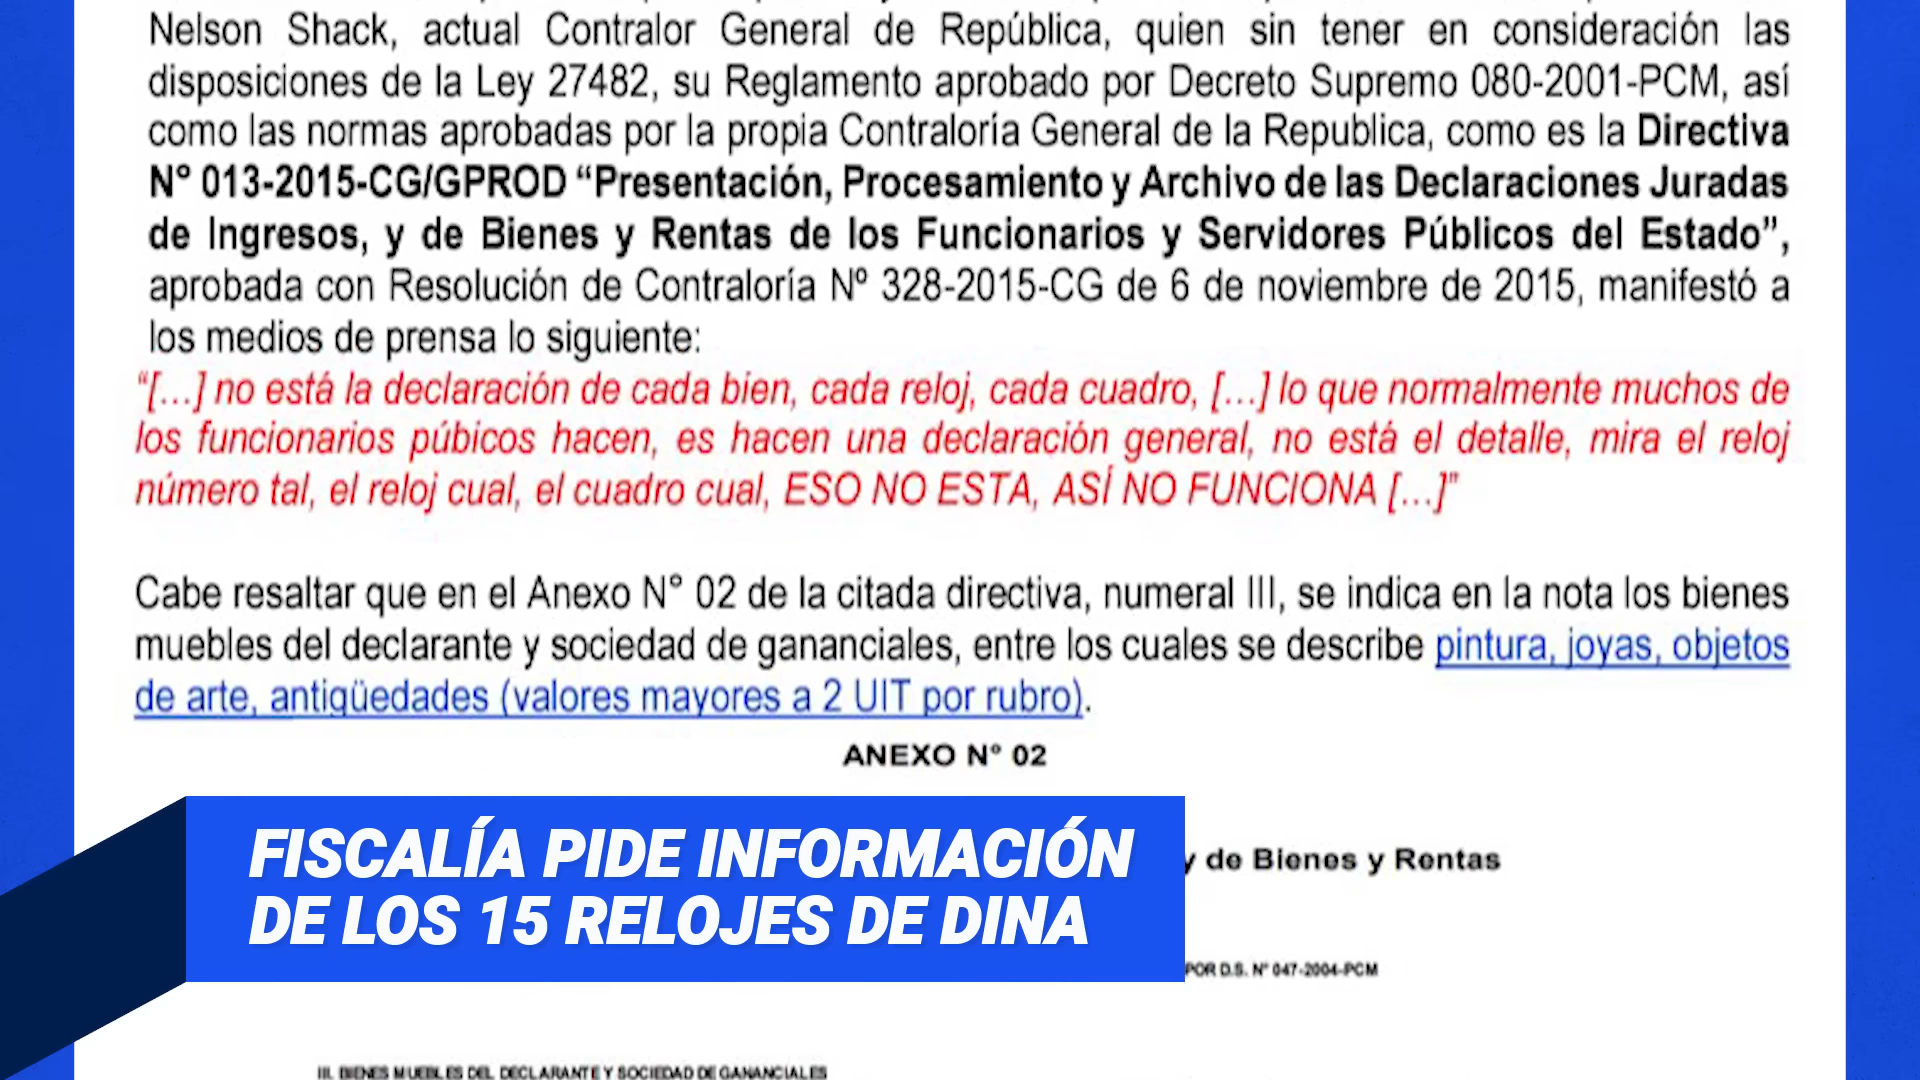 Nelson Shack, actual Contralor General de República, quien sin tener en consideración las
disposiciones de la Ley 27482, su Reglamento aprobado por Decreto Supremo 080-2001-PCM, así
como las normas aprobadas por la propia Contraloría General de la Republica, como es la Directiva
N° 013-2015-CG/GPROD “Presentación, Procesamiento y Archivo de las Declaraciones Juradas
de Ingresos, y de Bienes y Rentas de los Funcionarios y Servidores Públicos del Estado”,
aprobada con Resolución de Contraloría Nº 328-2015-CG de 6 de noviembre de 2015, manifestó a
los medios de prensa lo siguiente:
“[…] no está la declaración de cada bien, cada reloj, cada cuadro, […] lo que normalmente muchos de
los funcionarios púbicos hacen, es hacen una declaración general, no está el detalle, mira el reloj
número tal, el reloj cual, el cuadro cual, ESO NO ESTA, ASÍ NO FUNCIONA […]”
Cabe resaltar que en el Anexo N° 02 de la citada directiva, numeral III, se indica en la nota los bienes
muebles del declarante y sociedad de gananciales, entre los cuales se describe pintura, joyas, objetos
de arte, antigüedades (valores mayores a 2 UIT por rubro).
ANEXO N° 02
y de Bienes y Rentas
POR D.S. N° 047-2004-PCM
FISCALÍA PIDE INFORMACIÓN
DE LOS 15 RELOJES DE DINA
III. BIENES MUEBLES DEL DECLARANTE Y SOCIEDAD DE GANANCIALES